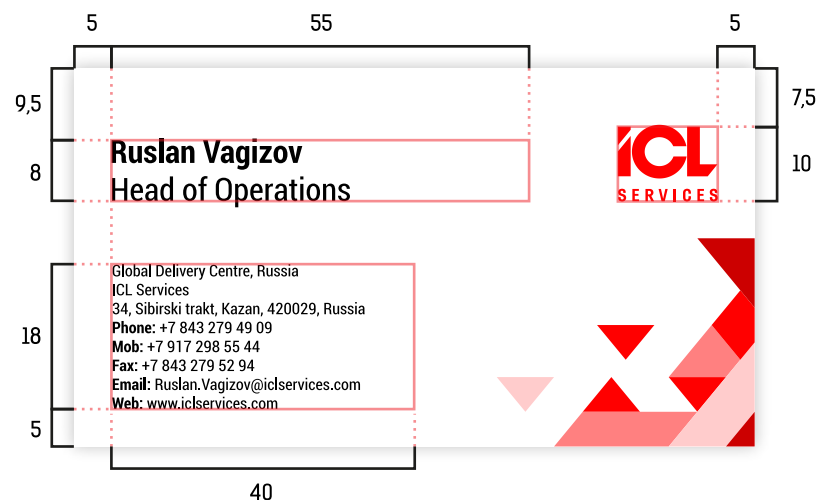 5 55 5
9,5
7,5
8
10
Ruslan Vagizov
Head of Operations
ICL
SERVICES
18
Global Delivery Centre, Russia
ICL Services
34, Sibirski trakt, Kazan, 420029, Russia
Phone: +7 843 279 49 09
Mob: +7 917 298 55 44
Fax: +7 843 279 52 94
Email: Ruslan.Vagizov@iclservices.com
Web: www.iclservices.com
5
40